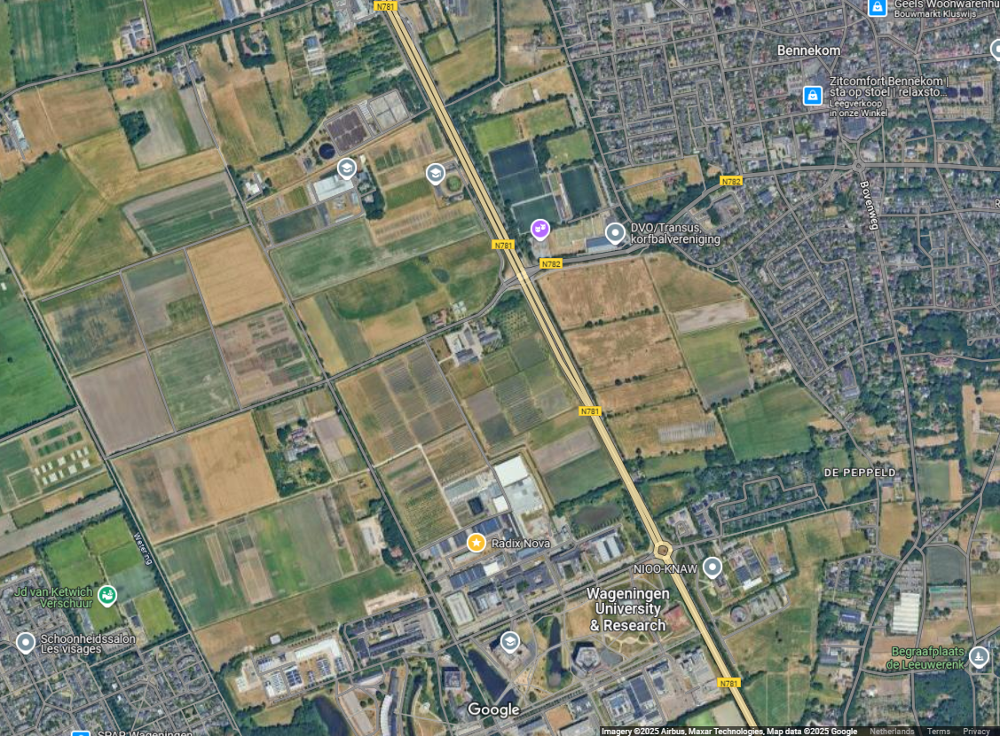 N781
Geels Woonwarenhu
Bouwmarkt Kluswijs
Bennekom
Zitcomfort Bennekom |
sta op stoel | relaxsto...
Leegverkoop
in onze Winkel
N782
Bovenweg
R
DVO/Transus,
korfbalvereniging
N781
N782
N781
DE PEPPELD
Wetering
Radix Nova
NIOO-KNAW
Jd van Ketwich
Verschuur
Wageningen
University
& Research
Schoonheidssalon
Les visages
Begraafplaats
de Leeuwerenk
N781
Google
SPAR Wageningen
Imagery ©2025 Airbus, Maxar Technologies, Map data ©2025 Google Netherlands Terms Privacy